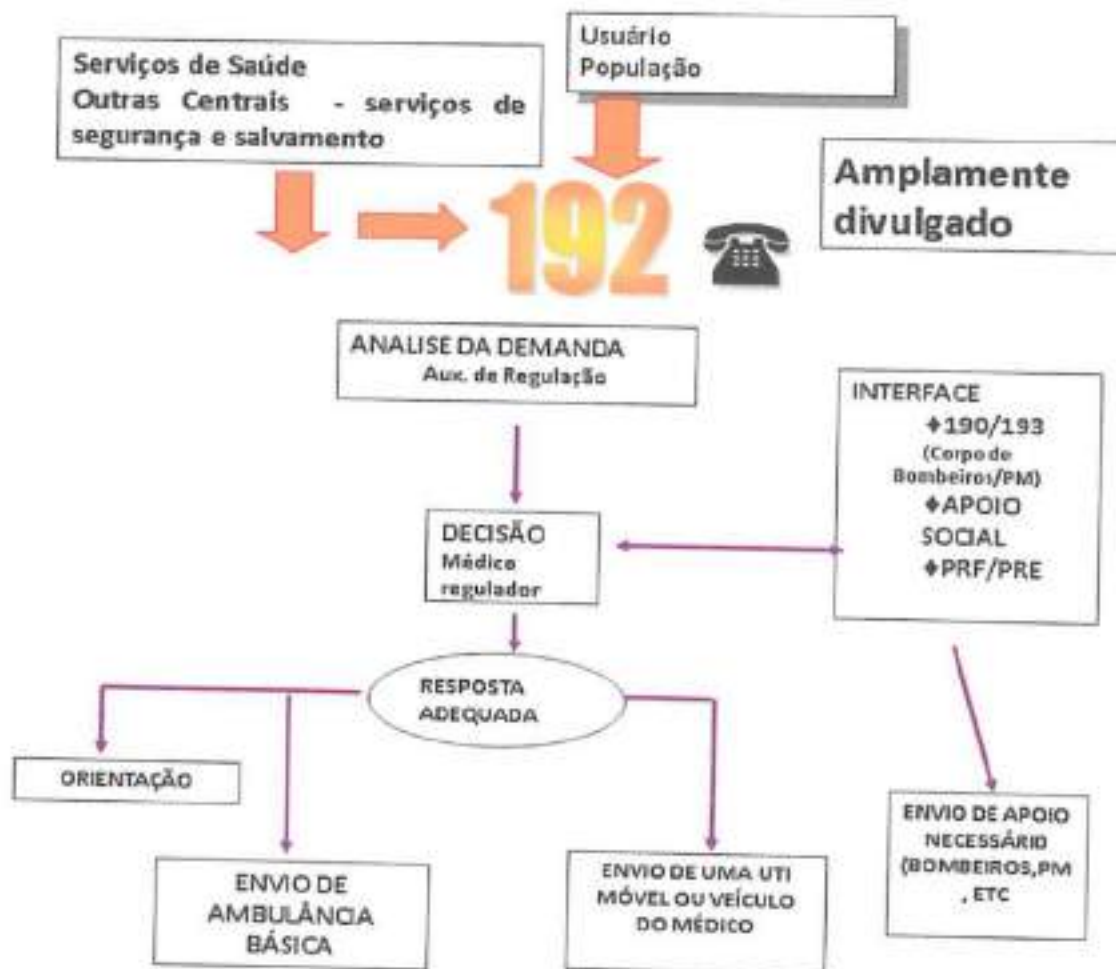 Serviços de Saúde
Outras Centrais - serviços de
segurança e salvamento
Usuário
População
192
Amplamente
divulgado
ANALISE DA DEMANDA
Aux. de Regulação
INTERFACE
♦190/193
(Corpo de
Bombeiros/PM)
♦APOIO
SOCIAL
♦PRF/PRE
DECISÃO
Médico
regulador
RESPOSTA
ADEQUADA
ORIENTAÇÃO
ENVIO DE
AMBULÂNCIA
BÁSICA
ENVIO DE UMA UTI
MÓVEL OU VEÍCULO
DO MÉDICO
ENVIO DE APOIO
NECESSÁRIO
(BOMBEIROS,PM
, ETC